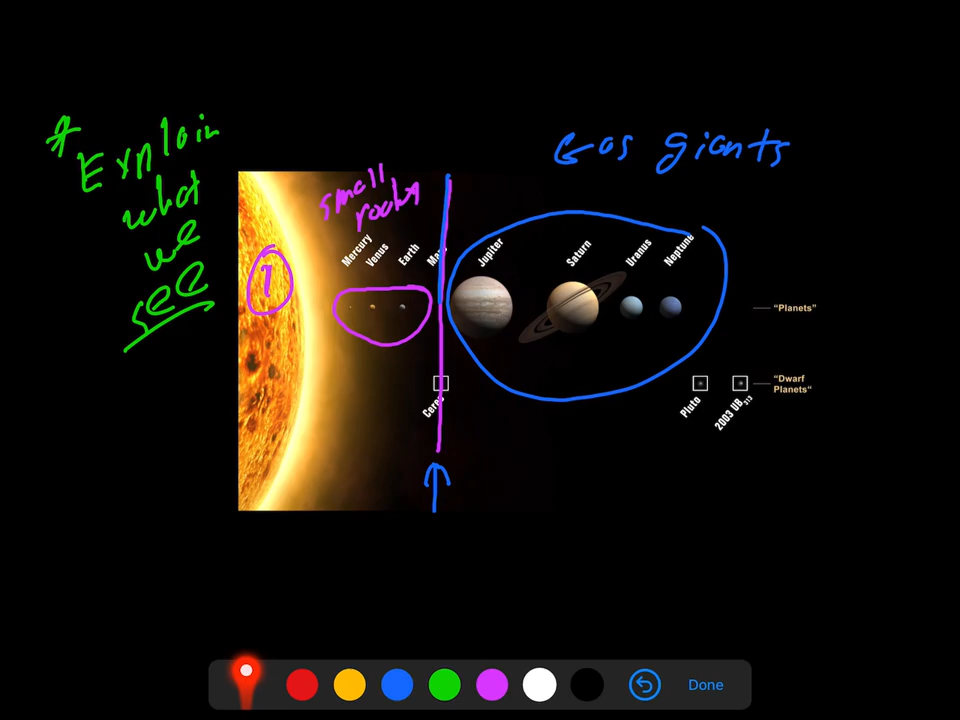 * Explain
what
we
see
Gas giants
small
rocky
1
Mercury
Venus
Earth
Jupiter
Saturn
Uranus
Neptune
"Planets"
Pluto
2003 UB313
"Dwarf
Planets"
Done